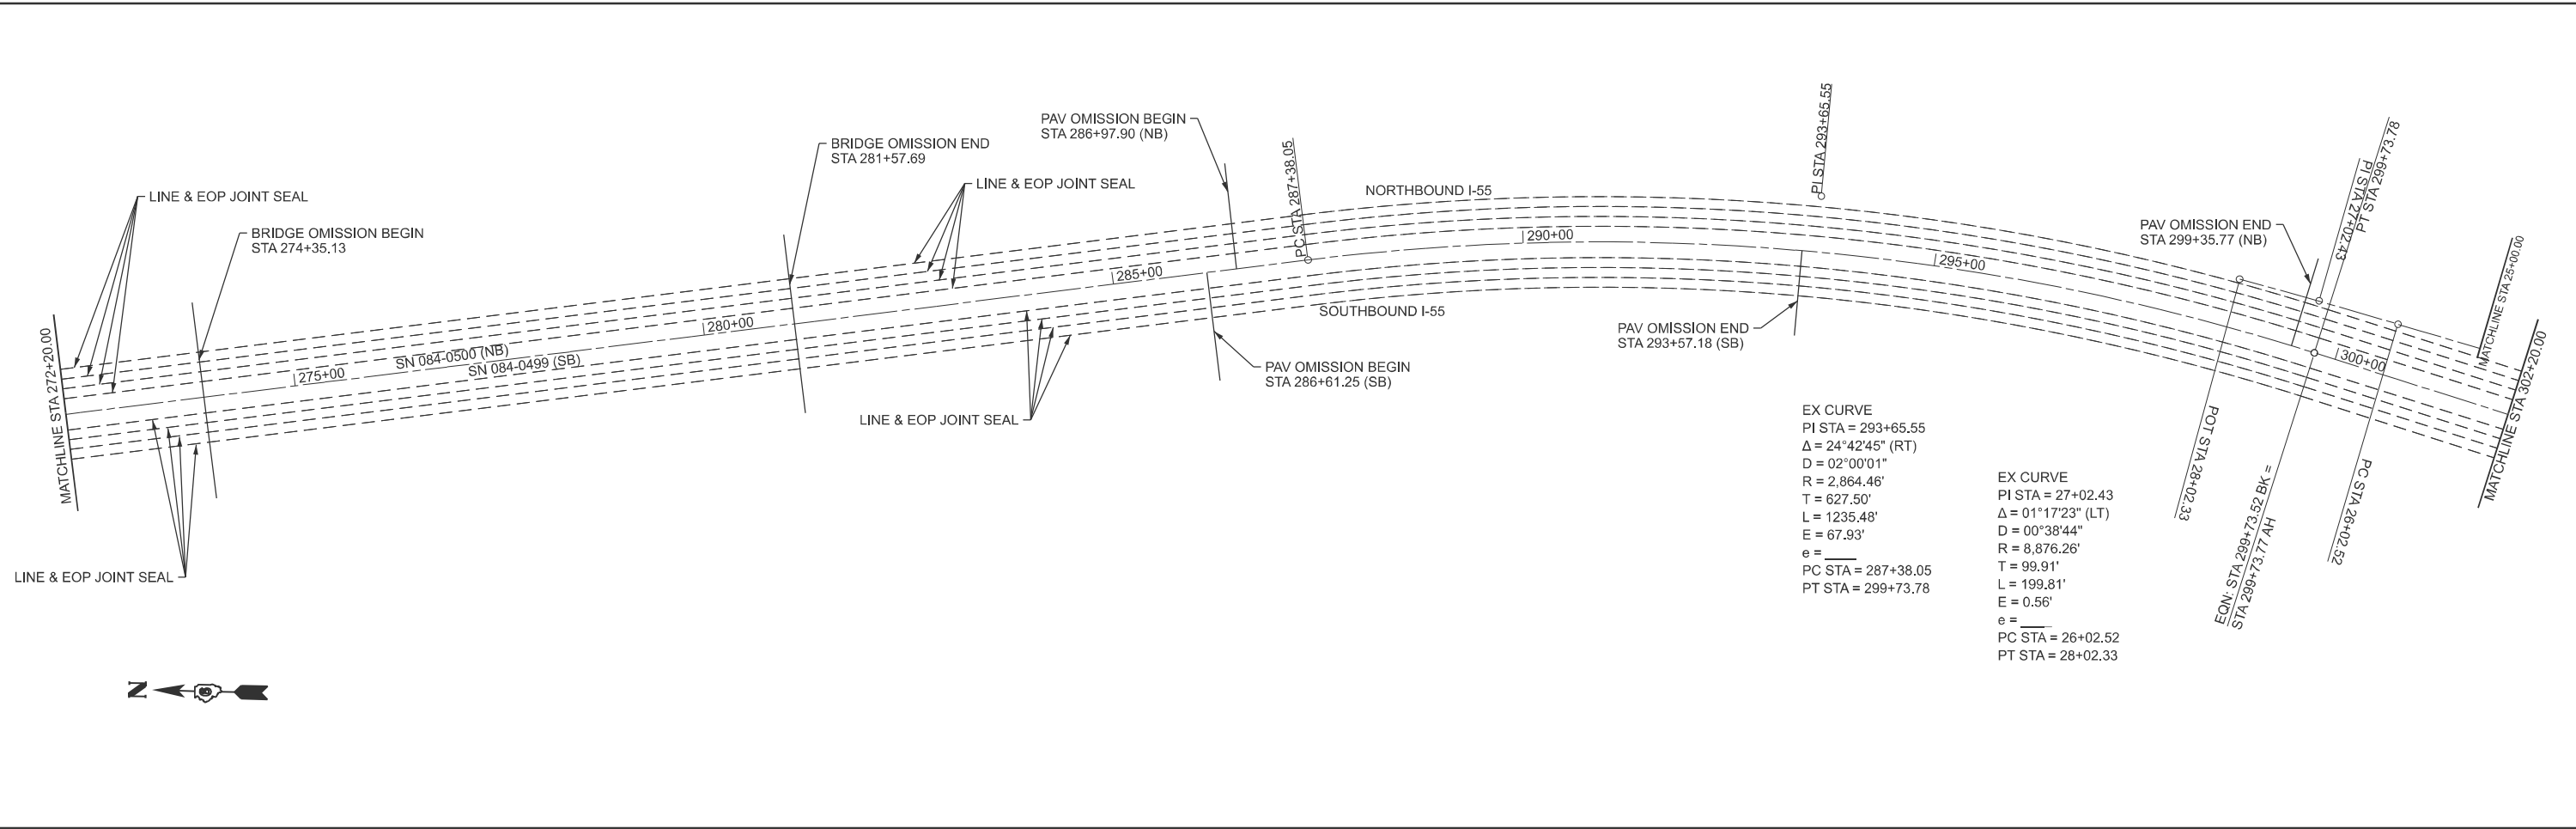 MATCHLINE STA 272+20.00
LINE & EOP JOINT SEAL
BRIDGE OMISSION BEGIN
STA 274+35.13
LINE & EOP JOINT SEAL
275+00
SN 084-0500 (NB)
SN 084-0499 (SB)
280+00
BRIDGE OMISSION END
STA 281+57.69
LINE & EOP JOINT SEAL
LINE & EOP JOINT SEAL
285+00
PAV OMISSION BEGIN
STA 286+97.90 (NB)
PAV OMISSION BEGIN
STA 286+61.25 (SB)
PC STA 287+38.05
NORTHBOUND I-55
SOUTHBOUND I-55
290+00
PI STA 293+65.55
PAV OMISSION END
STA 293+57.18 (SB)
295+00
PAV OMISSION END
STA 299+35.77 (NB)
PI STA 27+02.43
PT STA 299+73.78
MATCHLINE STA 25+00.00
300+00
MATCHLINE STA 302+20.00
POT STA 28+02.33
EQN: STA 299+73.52 BK =
STA 299+73.77 AH
PC STA 26+02.52
EX CURVE
PI STA = 293+65.55
Δ = 24°42'45" (RT)
D = 02°00'01"
R = 2,864.46'
T = 627.50'
L = 1235.48'
E = 67.93'
e = ____
PC STA = 287+38.05
PT STA = 299+73.78
EX CURVE
PI STA = 27+02.43
Δ = 01°17'23" (LT)
D = 00°38'44"
R = 8,876.26'
T = 99.91'
L = 199.81'
E = 0.56'
e = ____
PC STA = 26+02.52
PT STA = 28+02.33
N